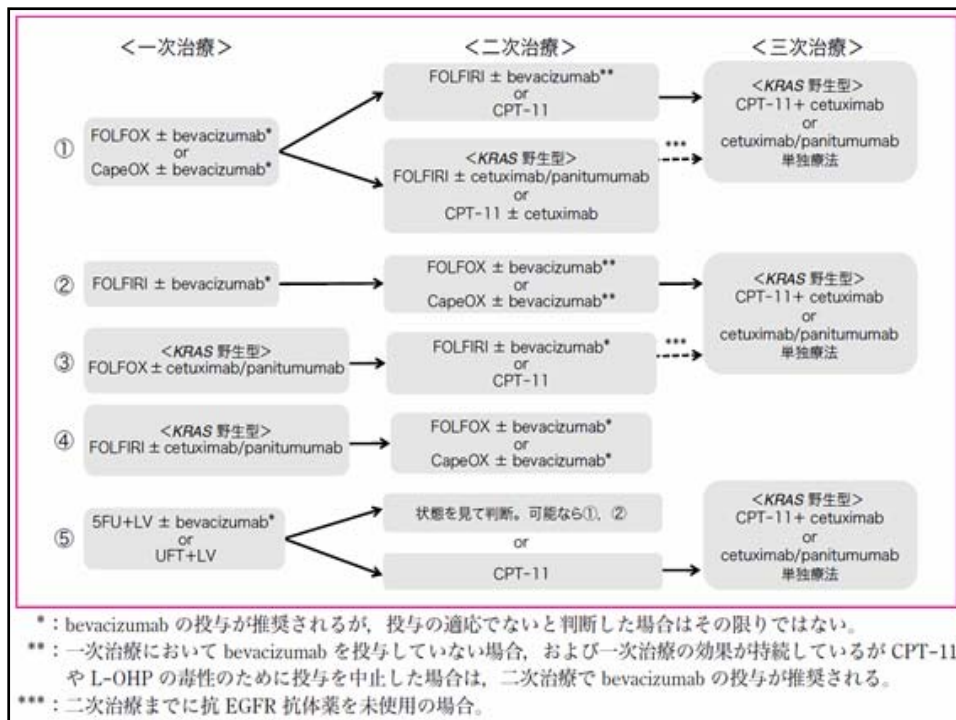 ＜一次治療＞
＜二次治療＞
＜三次治療＞
①
FOLFOX ± bevacizumab*
or
CapeOX ± bevacizumab*
FOLFIRI ± bevacizumab**
or
CPT-11
＜KRAS 野生型＞
FOLFIRI ± cetuximab/panitumumab
or
CPT-11 ± cetuximab
***
＜KRAS 野生型＞
CPT-11+ cetuximab
or
cetuximab/panitumumab
単独療法
②
FOLFIRI ± bevacizumab*
FOLFOX ± bevacizumab**
or
CapeOX ± bevacizumab**
③
＜KRAS 野生型＞
FOLFOX ± cetuximab/panitumumab
FOLFIRI ± bevacizumab*
or
CPT-11
***
＜KRAS 野生型＞
CPT-11+ cetuximab
or
cetuximab/panitumumab
単独療法
④
＜KRAS 野生型＞
FOLFIRI ± cetuximab/panitumumab
FOLFOX ± bevacizumab*
or
CapeOX ± bevacizumab*
⑤
5FU+LV ± bevacizumab*
or
UFT+LV
状態を見て判断。可能なら①，②
or
CPT-11
＜KRAS 野生型＞
CPT-11+ cetuximab
or
cetuximab/panitumumab
単独療法
*：bevacizumab の投与が推奨されるが，投与の適応でないと判断した場合はその限りではない。
**：一次治療において bevacizumab を投与していない場合，および一次治療の効果が持続しているが CPT-11
や L-OHP の毒性のために投与を中止した場合は，二次治療で bevacizumab の投与が推奨される。
***：二次治療までに抗 EGFR 抗体薬を未使用の場合。